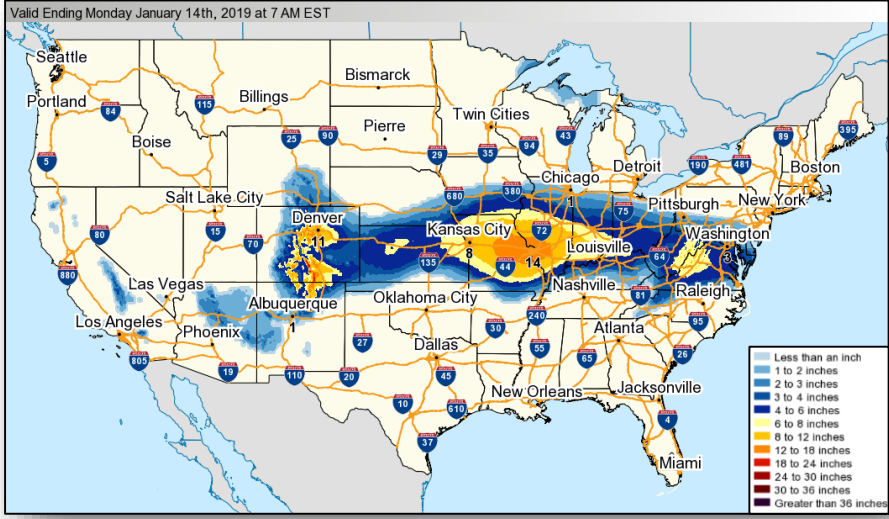 Valid Ending Monday January 14th, 2019 at 7 AM EST
Seattle
Portland
84
115
Billings
Bismarck
Boise
5
25
90
Pierre
Twin Cities
29
35
94
43
89
395
190
481
Boston
Detroit
Chicago
1
Salt Lake City
680
380
75
Pittsburgh
New York
80
15
70
Denver
11
Kansas City
8
72
Louisville
Washington
3
64
880
135
44
14
Las Vegas
Albuquerque
1
Oklahoma City
Nashville
81
Raleigh
Los Angeles
Phoenix
240
95
805
19
110
27
20
30
Dallas
45
55
65
Atlanta
26
10
610
New Orleans
Jacksonville
37
4
Miami
Less than an inch
1 to 2 inches
2 to 3 inches
3 to 4 inches
4 to 6 inches
6 to 8 inches
8 to 12 inches
12 to 18 inches
18 to 24 inches
24 to 30 inches
30 to 36 inches
Greater than 36 inches